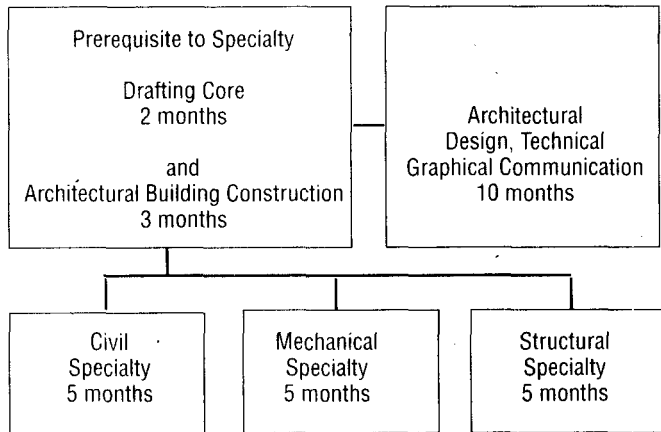 Prerequisite to Specialty
Drafting Core
2 months
and
Architectural Building Construction
3 months
Architectural
Design, Technical
Graphical Communication
10 months
Civil
Specialty
5 months
Mechanical
Specialty
5 months
Structural
Specialty
5 months